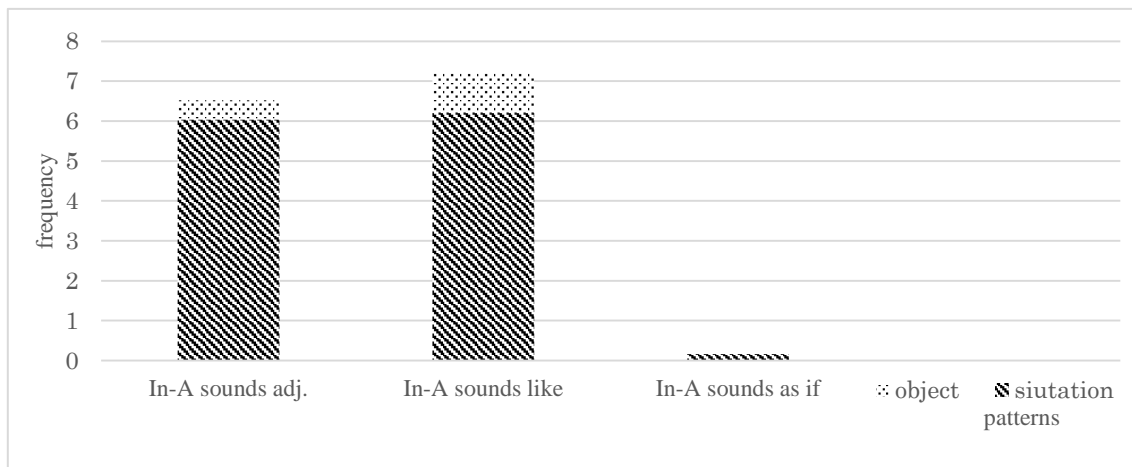 8
7
6
5
4
3
2
1
0
frequency
In-A sounds adj.
In-A sounds like
In-A sounds as if
object
siutation
patterns